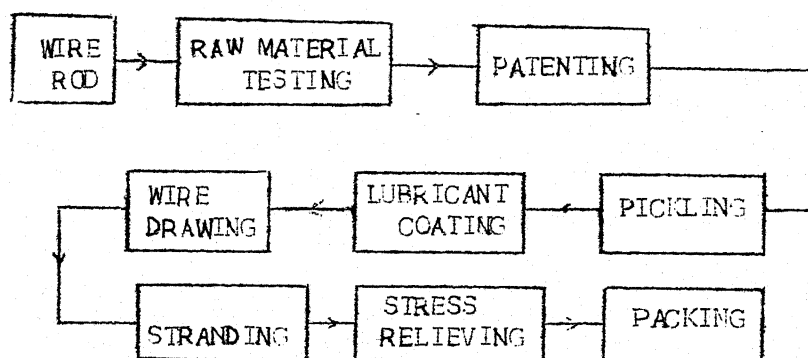 WIRE
ROD
RAW MATERIAL
TESTING
PATENTING
PICKLING
LUBRICANT
COATING
WIRE
DRAWING
STRANDING
STRESS
RELIEVING
PACKING